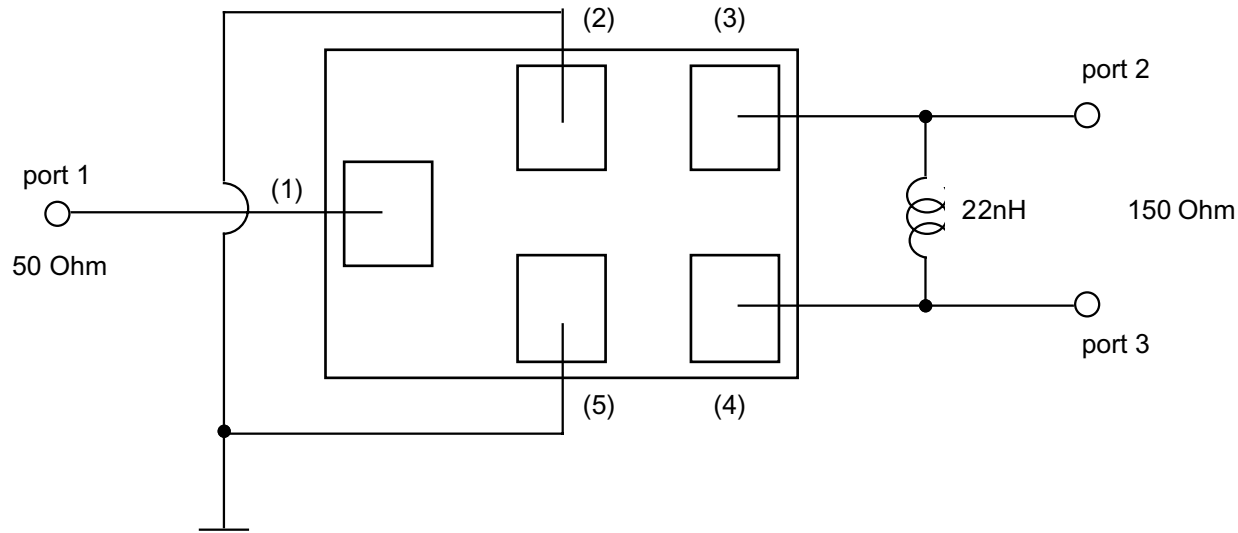 (2)
(3)
port 2
port 1
(1)
22nH
150 Ohm
50 Ohm
port 3
(5)
(4)